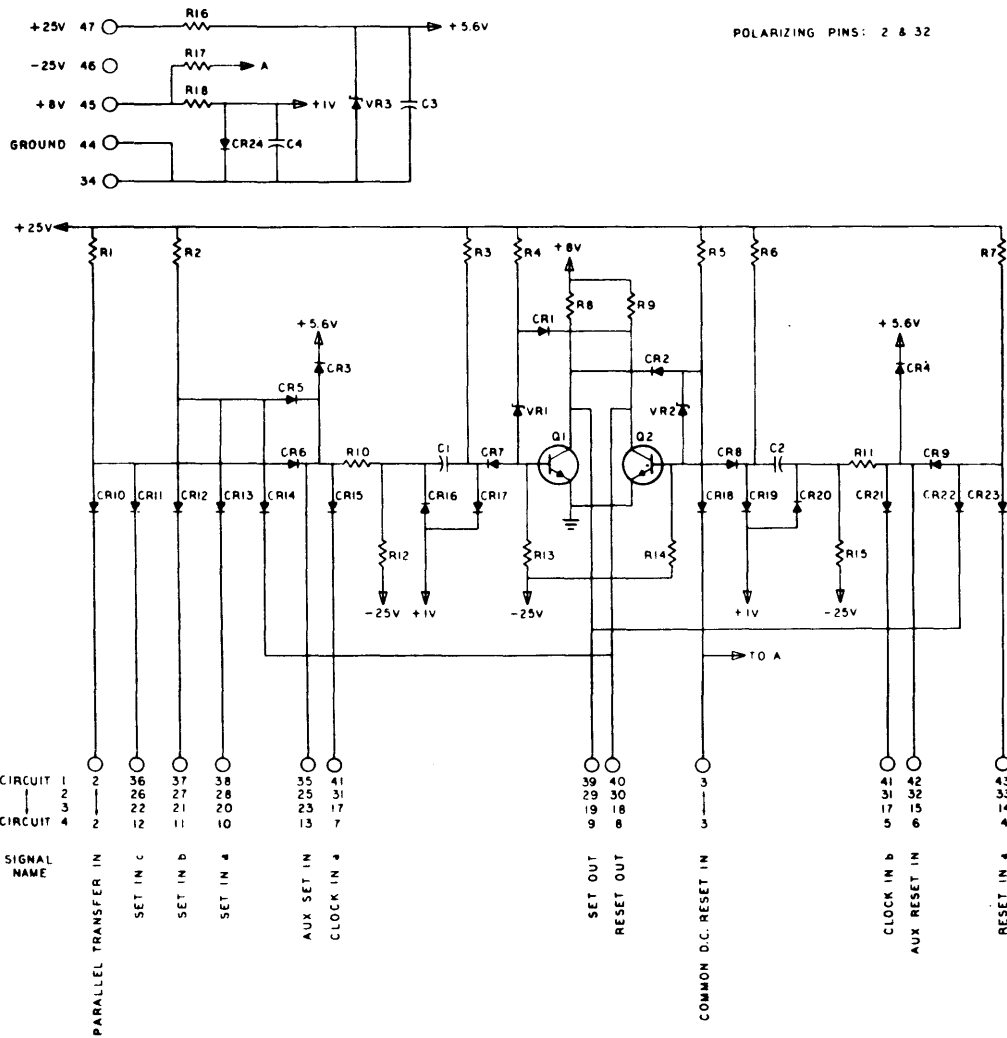 +25V 47 R16 +5.6V
POLARIZING PINS: 2 & 32
-25V 46 R17 A
+8V 45 R18 +1V VR3 C3
GROUND 44 CR24 C4
34
+25V
R1 R2 R3 R4 +8V R5 R6 R7
R8 R9
+5.6V CR1 +5.6V
CR3 CR2 CR4
CR5 VR1 VR2
CR6 R10 C1 CR7 Q1 Q2 CR8 C2 R11 CR9
CR10 CR11 CR12 CR13 CR14 CR15 CR16 CR17 CR18 CR19 CR20 CR21 CR22 CR23
R12 R13 R14 R15
-25V +1V -25V +1V -25V
TO A
CIRCUIT 1 2 36 37 38 35 41 39 40 3 41 42 43
2 26 27 28 25 31 29 30 31 32 33
3 22 21 20 23 17 19 18 17 15 14
CIRCUIT 4 2 12 11 10 13 7 9 8 3 5 6 4
SIGNAL
NAME
PARALLEL TRANSFER IN
SET IN c
SET IN b
SET IN a
AUX SET IN
CLOCK IN a
SET OUT
RESET OUT
COMMON D.C. RESET IN
CLOCK IN b
AUX RESET IN
RESET IN a